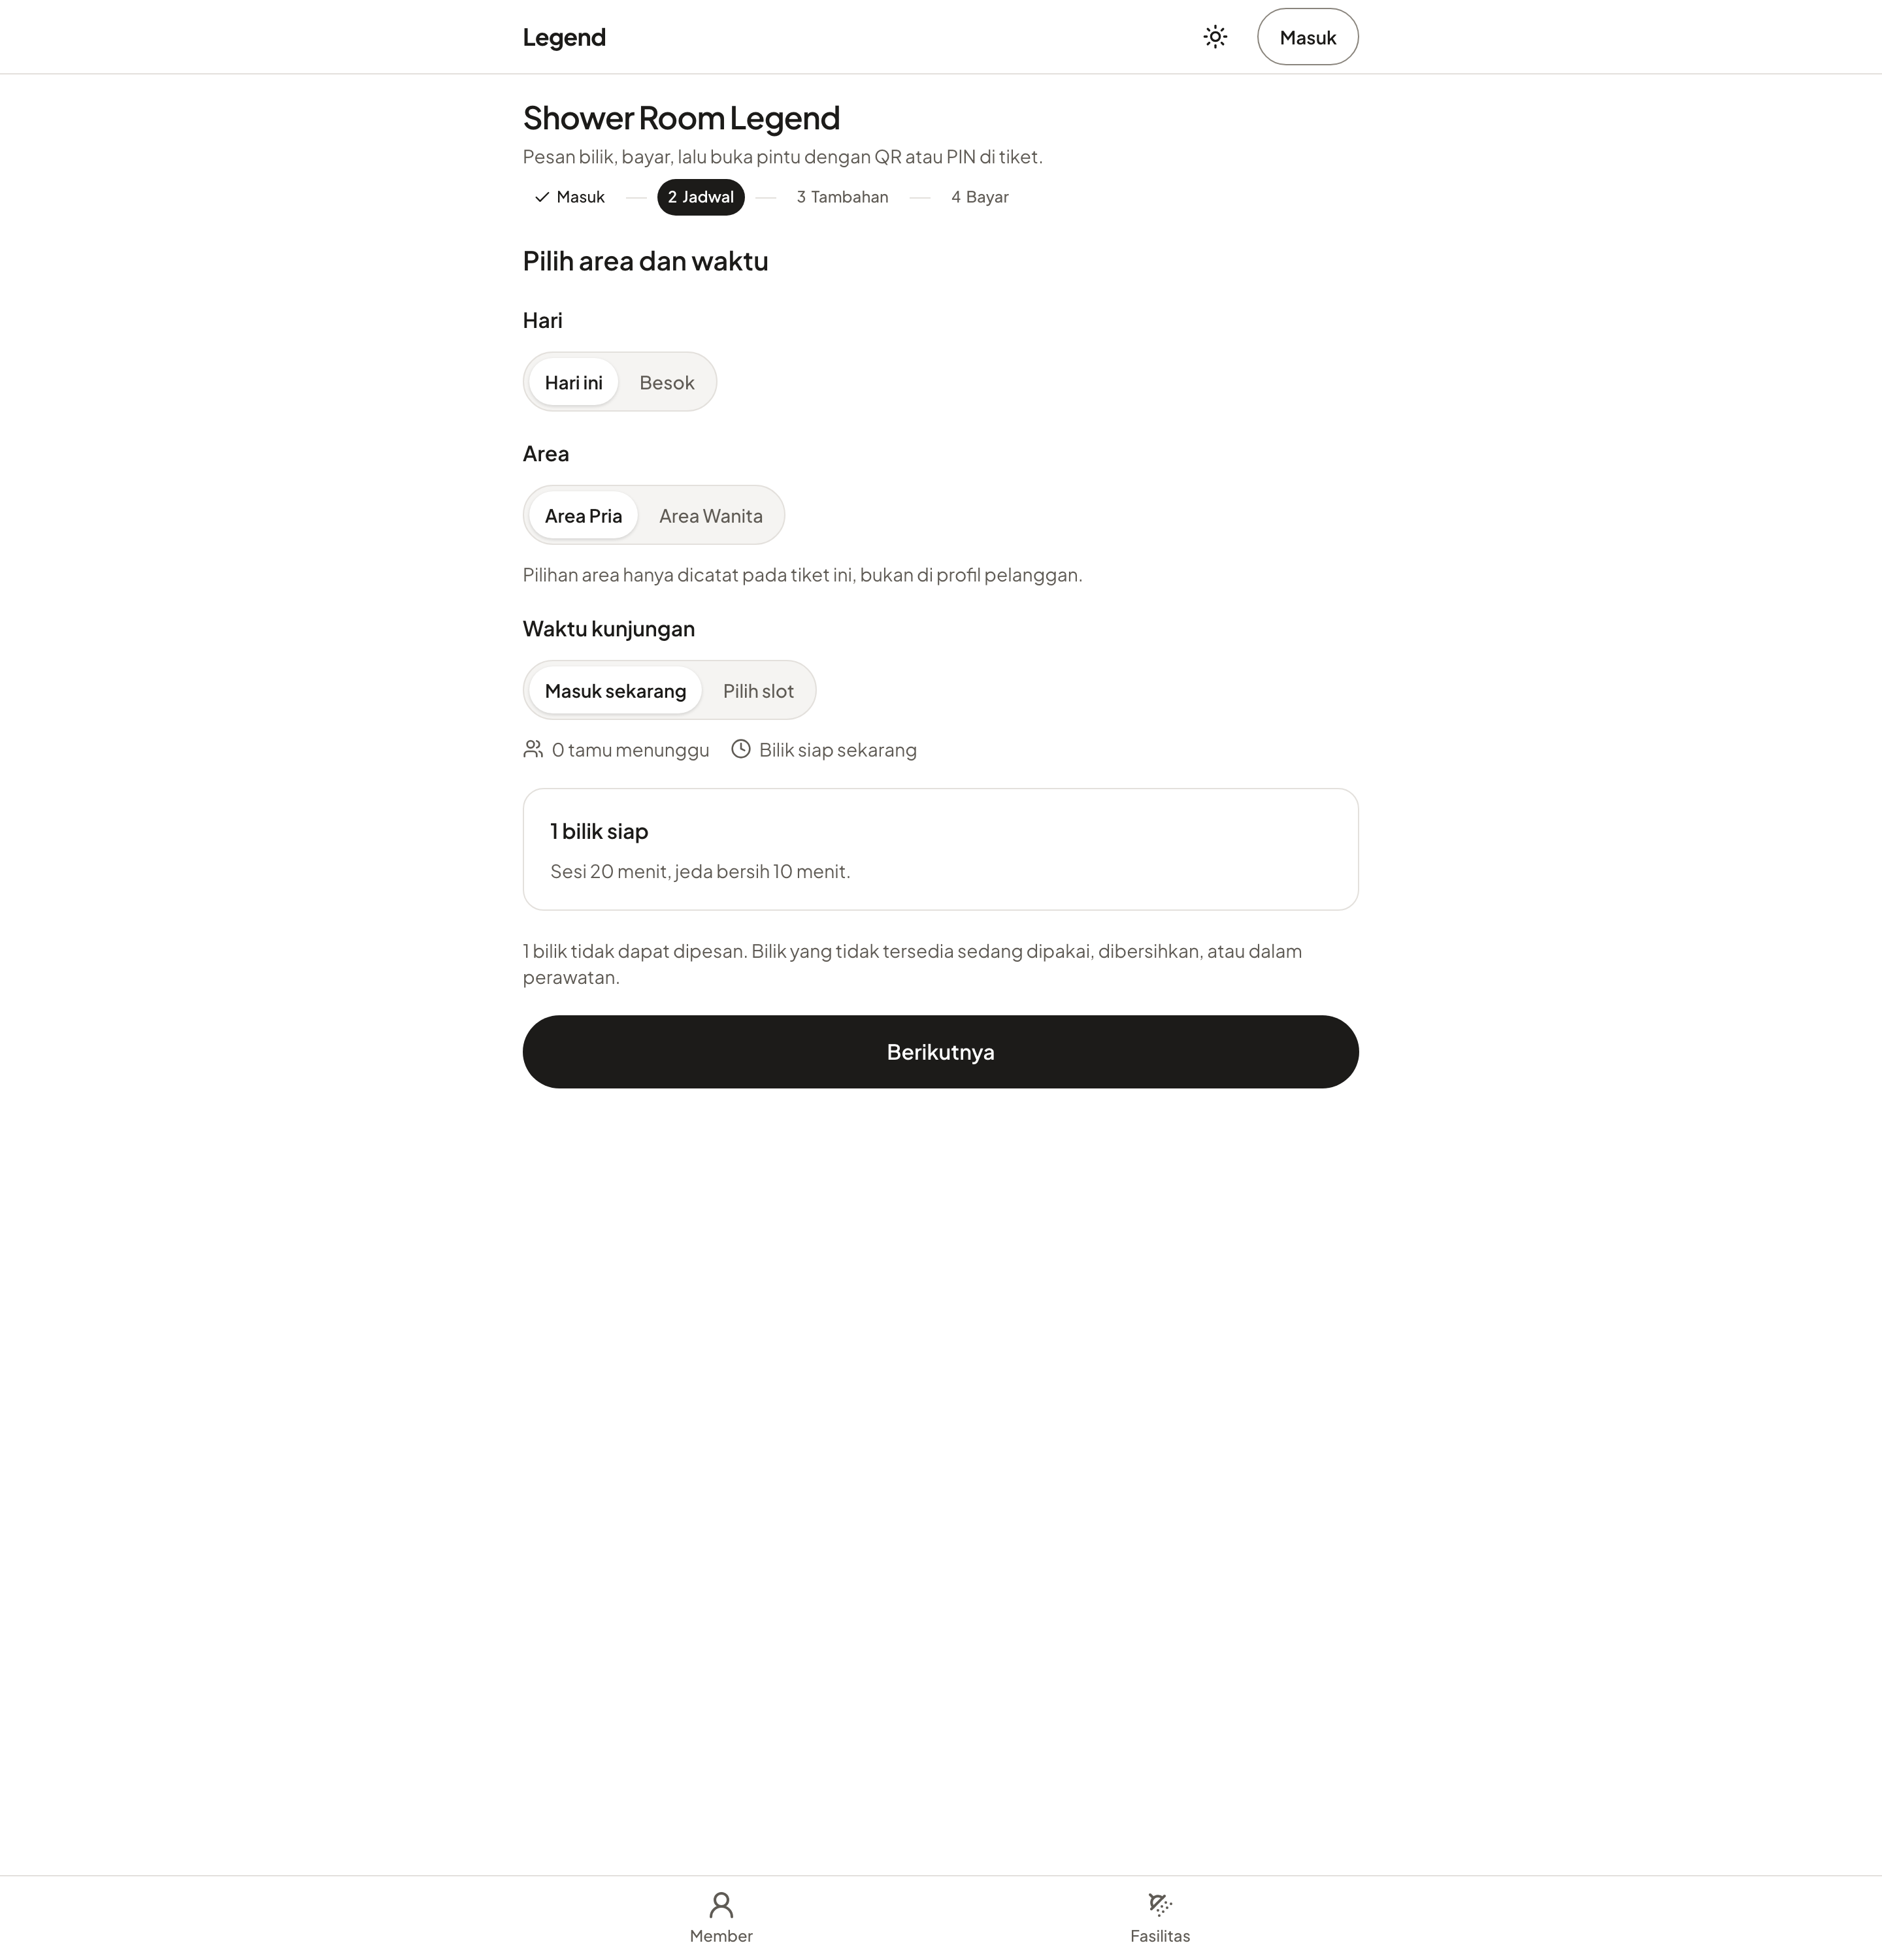 Legend
Masuk
Shower Room Legend
Pesan bilik, bayar, lalu buka pintu dengan QR atau PIN di tiket.
Masuk
2 Jadwal
3 Tambahan
4 Bayar
Pilih area dan waktu
Hari
Hari ini
Besok
Area
Area Pria
Area Wanita
Pilihan area hanya dicatat pada tiket ini, bukan di profil pelanggan.
Waktu kunjungan
Masuk sekarang
Pilih slot
0 tamu menunggu
Bilik siap sekarang
1 bilik siap
Sesi 20 menit, jeda bersih 10 menit.
1 bilik tidak dapat dipesan. Bilik yang tidak tersedia sedang dipakai, dibersihkan, atau dalam
perawatan.
Berikutnya
Member
Fasilitas